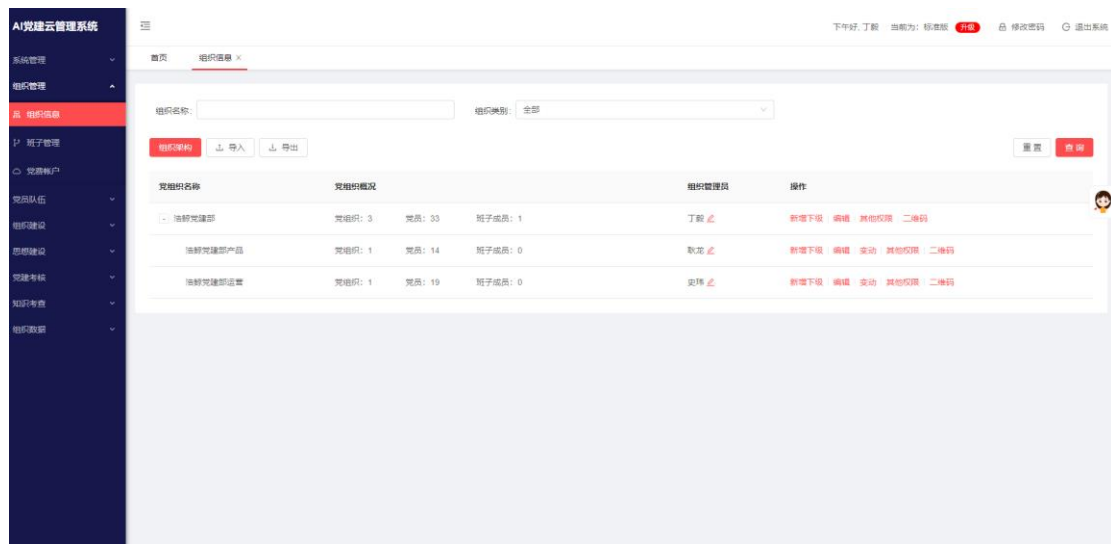 AI党建云管理系统
下午好, 丁毅 当前为: 标准版 升级 修改密码 退出系统
系统管理
首页 组织信息 ×
组织管理
组织信息
组织名称: 组织类别: 全部
班子管理
组织架构 导入 导出 重置 查询
党费帐户
党组织名称 党组织概况 组织管理员 操作
党员队伍
- 油鲸党建部 党组织: 3 党员: 33 班子成员: 1 丁毅 新增下级 编辑 其他权限 二维码
组织建设
思想建设
油鲸党建部产品 党组织: 1 党员: 14 班子成员: 0 耿龙 新增下级 编辑 变动 其他权限 二维码
党建考核
油鲸党建部运营 党组织: 1 党员: 19 班子成员: 0 史玮 新增下级 编辑 变动 其他权限 二维码
知识考查
组织数据